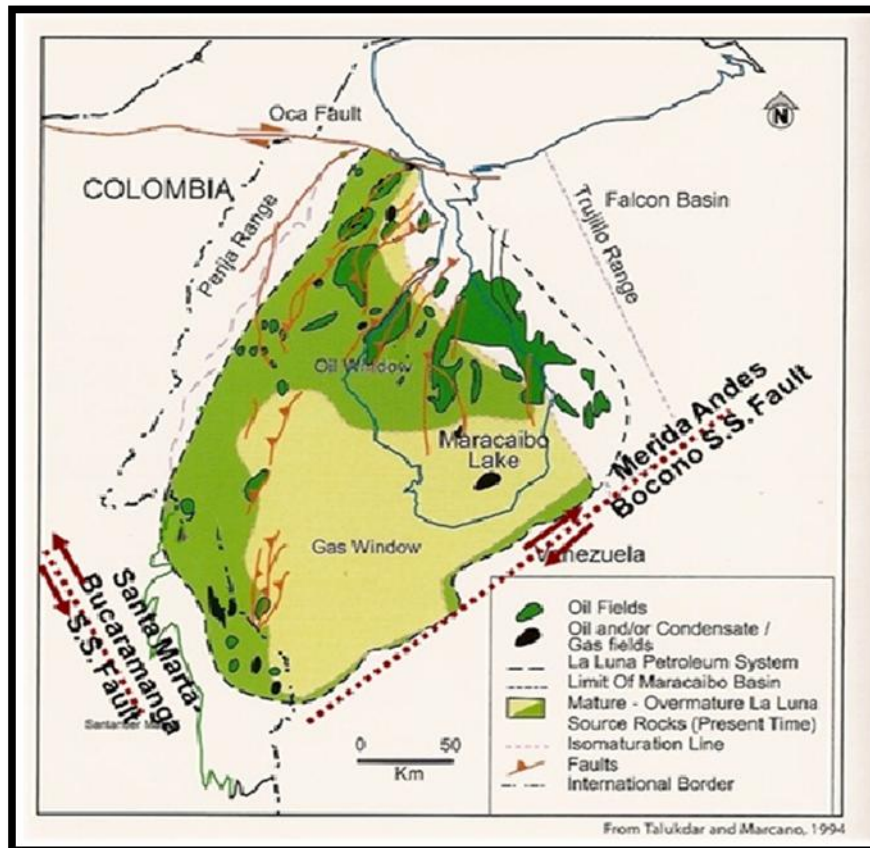 Oca Fault
N
COLOMBIA
Perija Range
Falcon Basin
Trujillo Range
Oil Window
Maracaibo
Lake
Merida Andes
Bocono S.S. Fault
Gas Window
Venezuela
Santa Marta-
Bucaramanga
S.S. Fault
Santander
0 50
Km
Oil Fields
Oil and/or Condensate /
Gas fields
La Luna Petroleum System
Limit Of Maracaibo Basin
Mature - Overmature La Luna
Source Rocks (Present Time)
Isomaturation Line
Faults
International Border
From Talukdar and Marcano, 1994